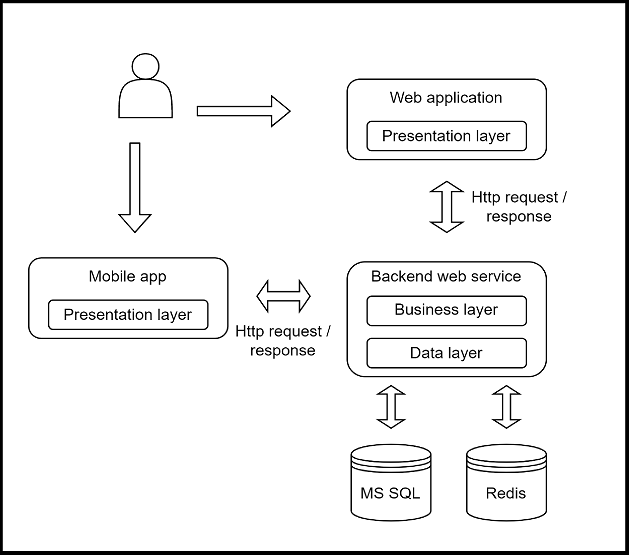 Web application
Presentation layer
Http request /
response
Mobile app
Presentation layer
Http request /
response
Backend web service
Business layer
Data layer
MS SQL
Redis